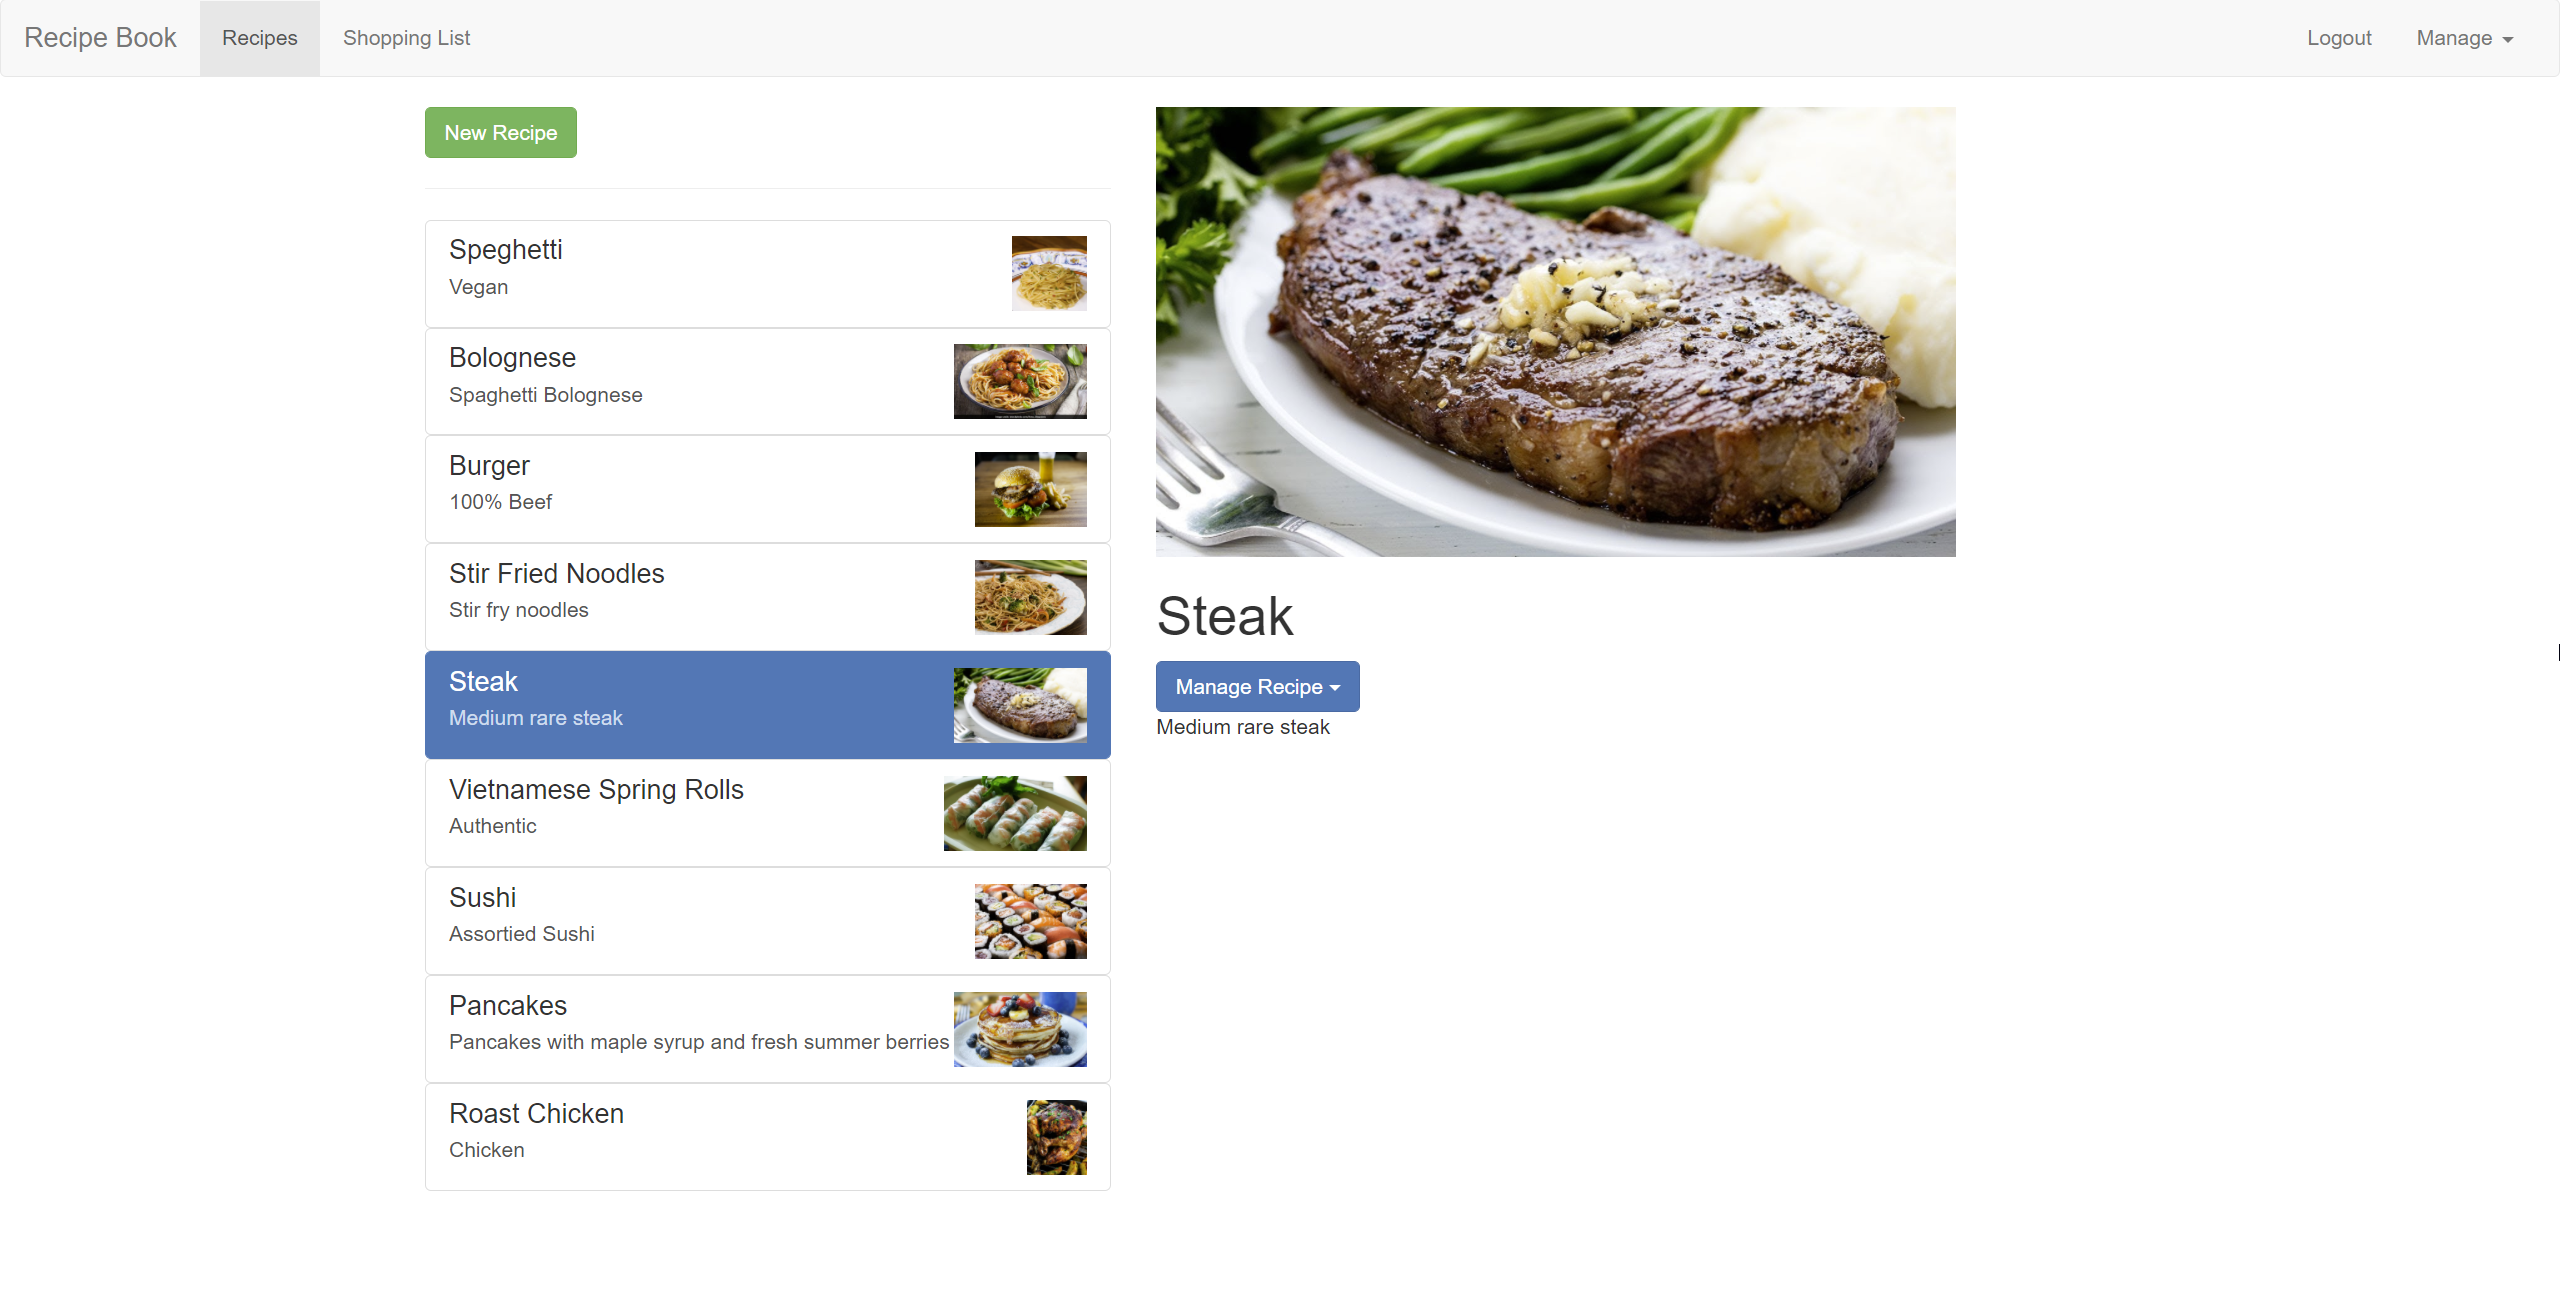 Recipe Book
Recipes
Shopping List
Logout
Manage
New Recipe
Speghetti
Vegan
Bolognese
Spaghetti Bolognese
Burger
100% Beef
Stir Fried Noodles
Stir fry noodles
Steak
Medium rare steak
Vietnamese Spring Rolls
Authentic
Sushi
Assortied Sushi
Pancakes
Pancakes with maple syrup and fresh summer berries
Roast Chicken
Chicken
Steak
Manage Recipe
Medium rare steak